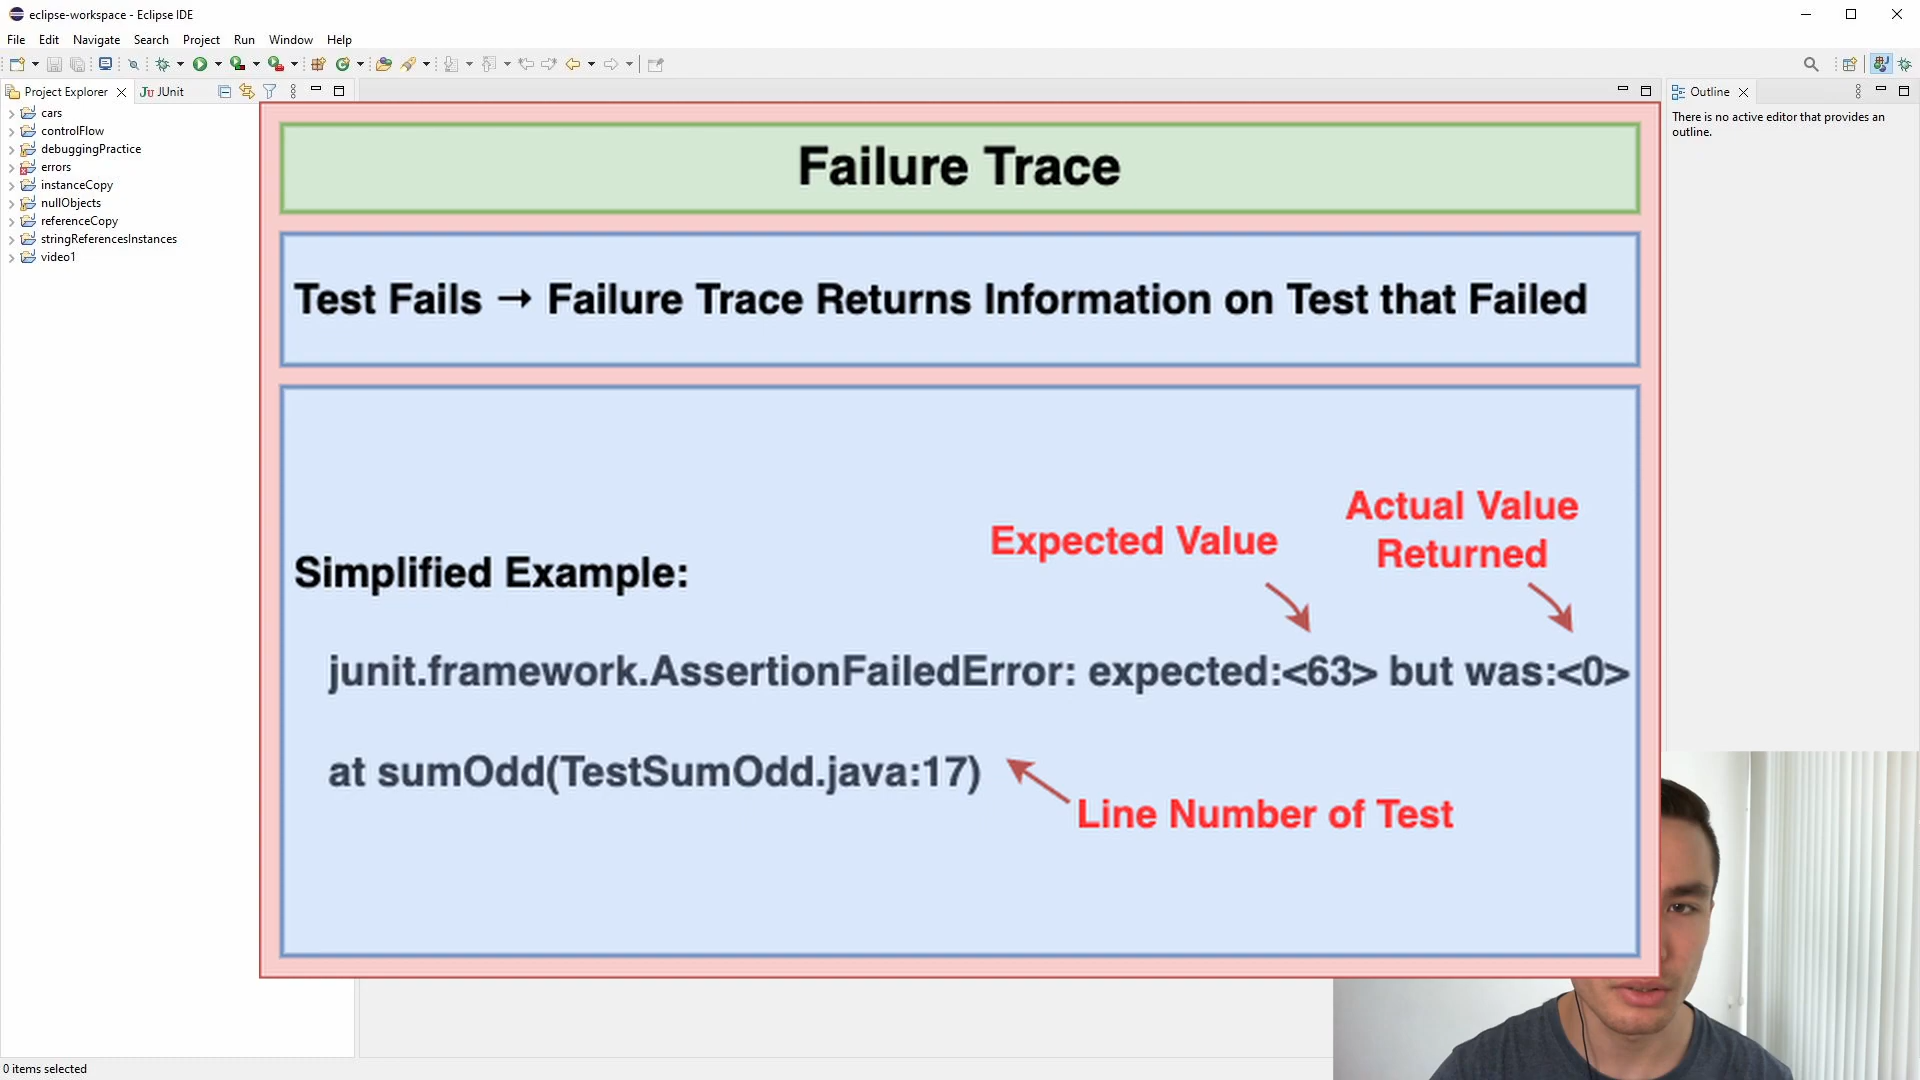 eclipse-workspace - Eclipse IDE
File Edit Navigate Search Project Run Window Help
Project Explorer
JUnit
Outline
cars
controlFlow
debuggingPractice
errors
instanceCopy
nullObjects
referenceCopy
stringReferencesInstances
video1
There is no active editor that provides an
outline.
Failure Trace
Test Fails → Failure Trace Returns Information on Test that Failed
Actual Value
Returned
Expected Value
Simplified Example:
junit.framework.AssertionFailedError: expected:<63> but was:<0>
at sumOdd(TestSumOdd.java:17)
Line Number of Test
0 items selected